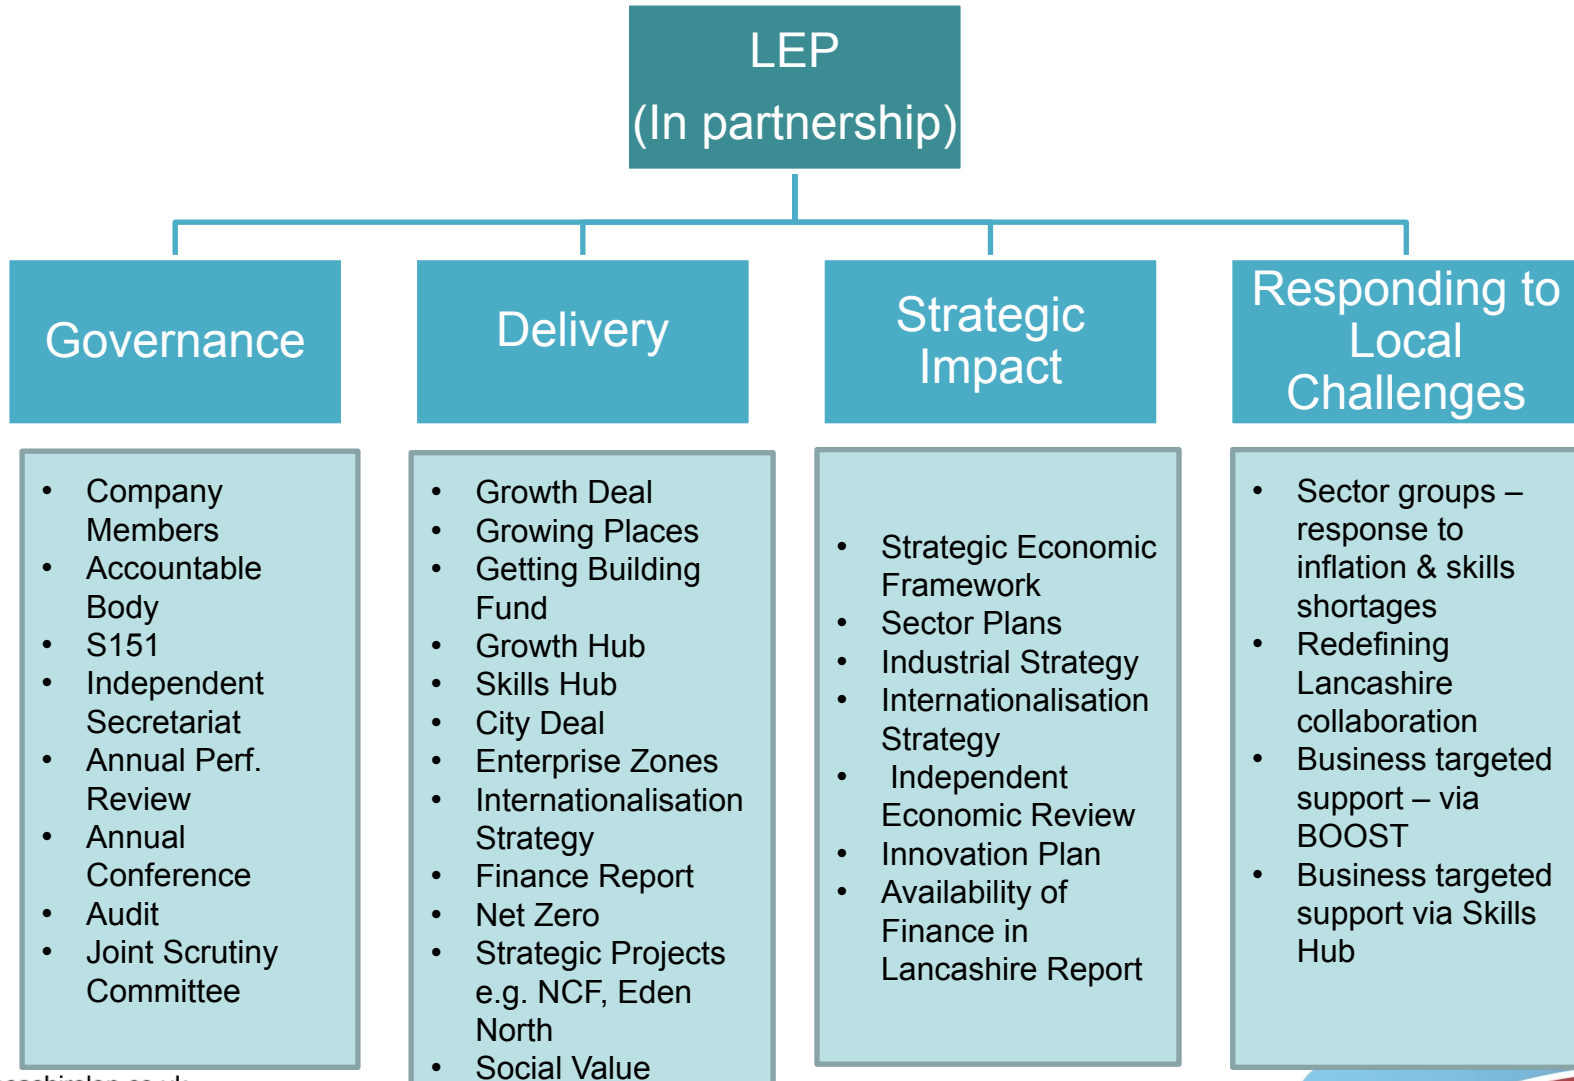 LEP
(In partnership)
Governance
• Company
Members
• Accountable
Body
• S151
• Independent
Secretariat
• Annual Perf.
Review
• Annual
Conference
• Audit
• Joint Scrutiny
Committee
Delivery
• Growth Deal
• Growing Places
• Getting Building
Fund
• Growth Hub
• Skills Hub
• City Deal
• Enterprise Zones
• Internationalisation
Strategy
• Finance Report
• Net Zero
• Strategic Projects
e.g. NCF, Eden
North
• Social Value
Strategic
Impact
• Strategic Economic
Framework
• Sector Plans
• Industrial Strategy
• Internationalisation
Strategy
• Independent
Economic Review
• Innovation Plan
• Availability of
Finance in
Lancashire Report
Responding to
Local
Challenges
• Sector groups –
response to
inflation & skills
shortages
• Redefining
Lancashire
collaboration
• Business targeted
support – via
BOOST
• Business targeted
support via Skills
Hub